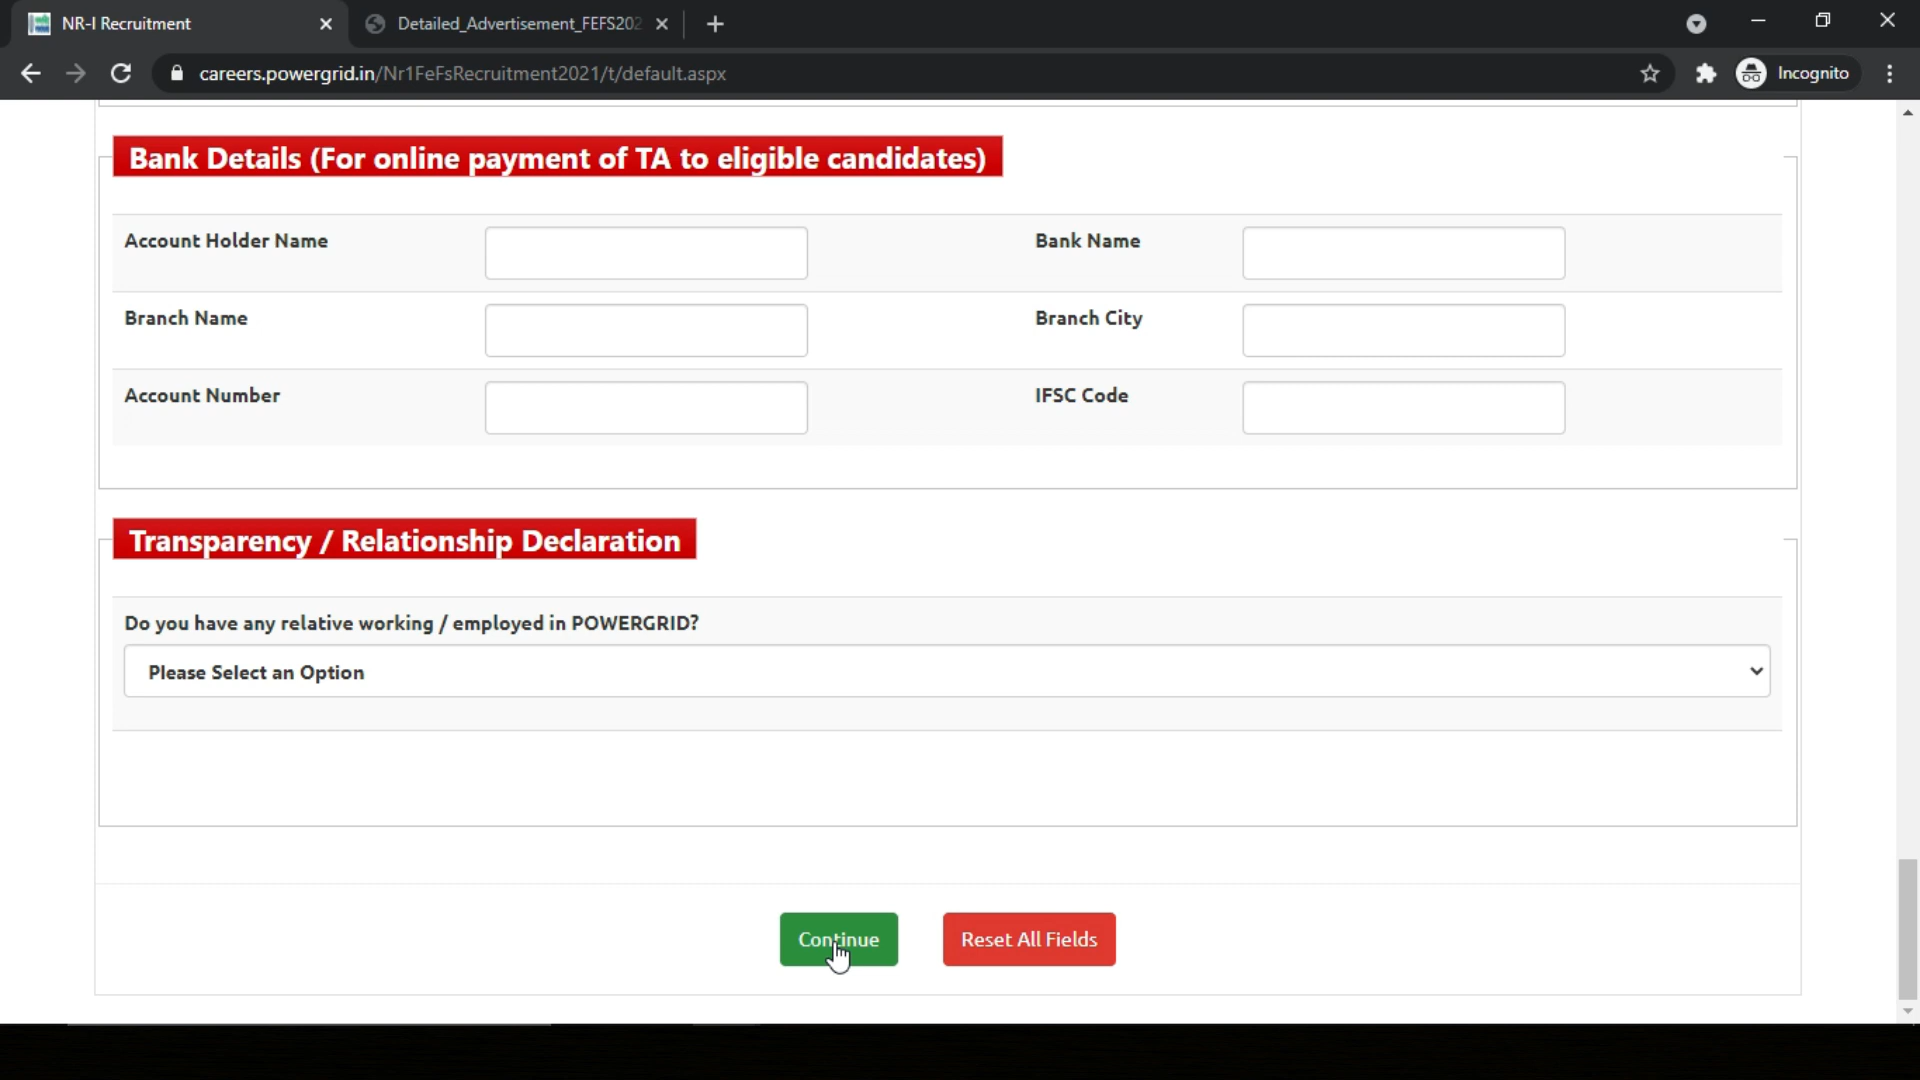 NR-I Recruitment
Detailed_Advertisement_FEFS202
careers.powergrid.in/Nr1FeFsRecruitment2021/t/default.aspx
Incognito
Bank Details (For online payment of TA to eligible candidates)
Account Holder Name
Bank Name
Branch Name
Branch City
Account Number
IFSC Code
Transparency / Relationship Declaration
Do you have any relative working / employed in POWERGRID?
Please Select an Option
Continue
Reset All Fields